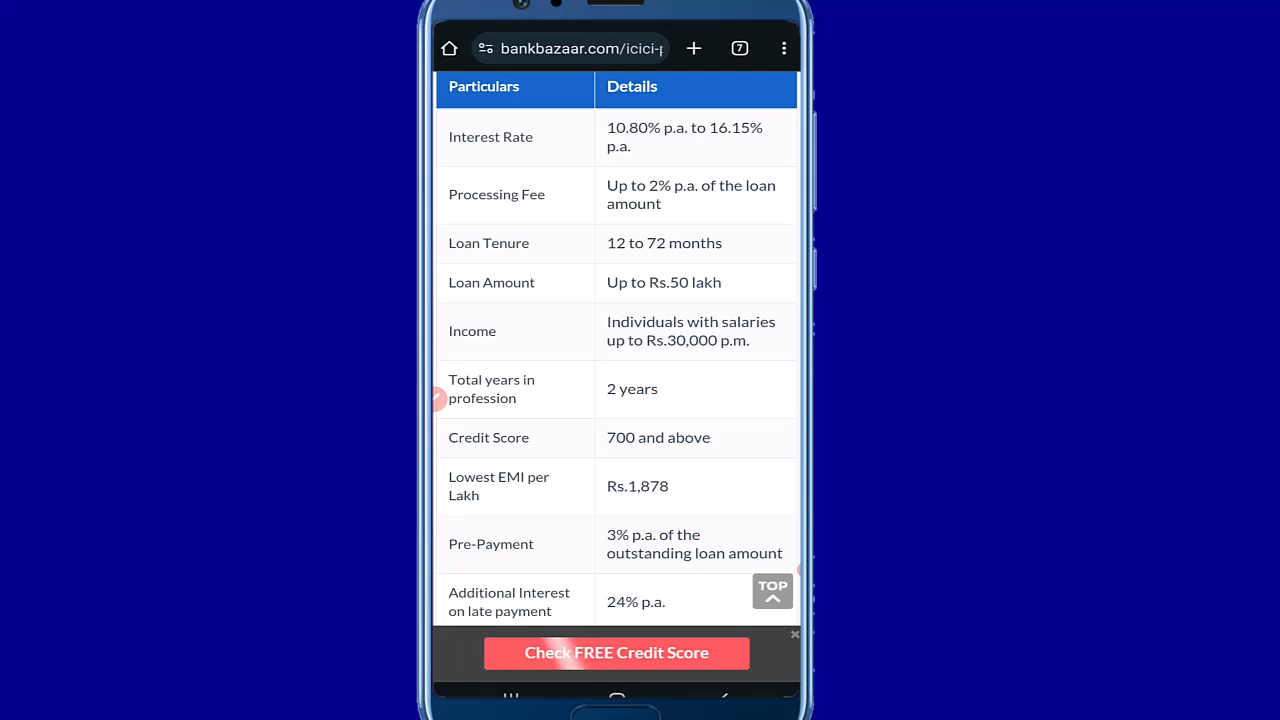 bankbazaar.com/icici-p
7
Particulars
Details
Interest Rate
10.80% p.a. to 16.15%
p.a.
Processing Fee
Up to 2% p.a. of the loan
amount
Loan Tenure
12 to 72 months
Loan Amount
Up to Rs.50 lakh
Income
Individuals with salaries
up to Rs.30,000 p.m.
Total years in
profession
2 years
Credit Score
700 and above
Lowest EMI per
Lakh
Rs.1,878
Pre-Payment
3% p.a. of the
outstanding loan amount
Additional Interest
on late payment
24% p.a.
TOP
Check FREE Credit Score